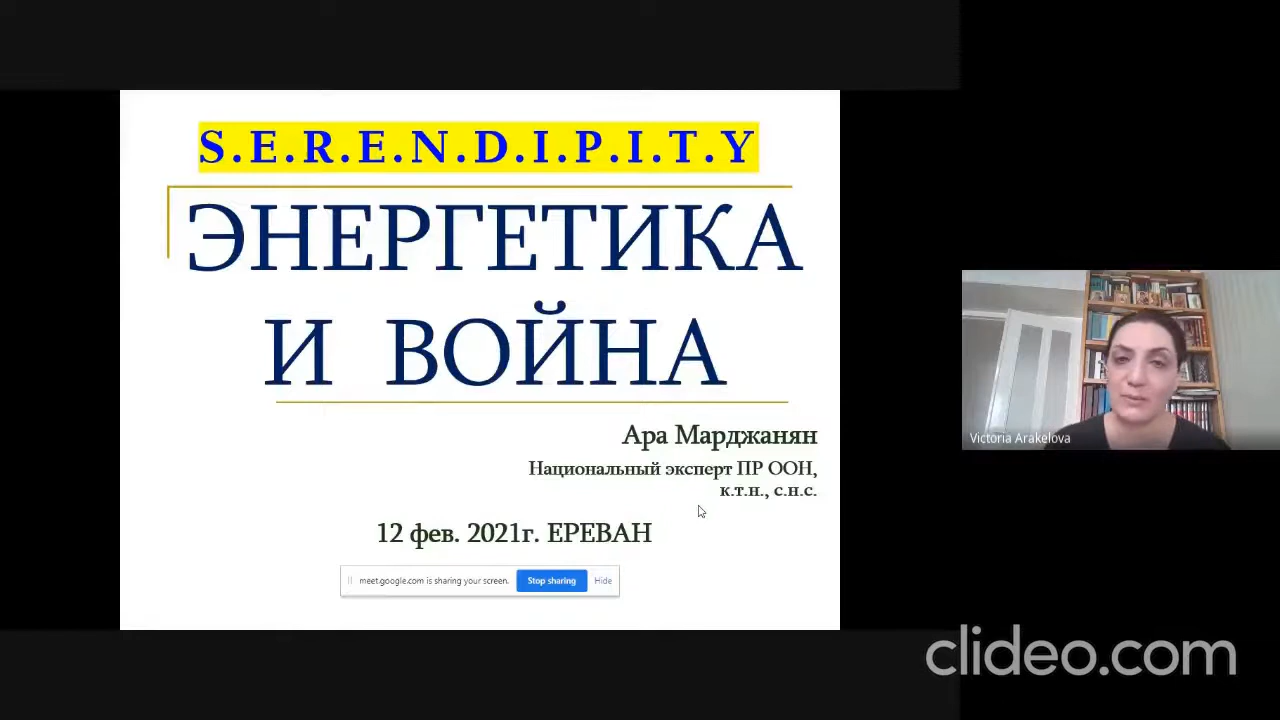 S.E.R.E.N.D.I.P.I.T.Y
ЭНЕРГЕТИКА
И ВОЙНА
Ара Марджанян
Национальный эксперт ПР ООН,
к.т.н., с.н.с.
12 фев. 2021г. ЕРЕВАН
meet.google.com is sharing your screen. Stop sharing Hide
Victoria Arakelova
clideo.com